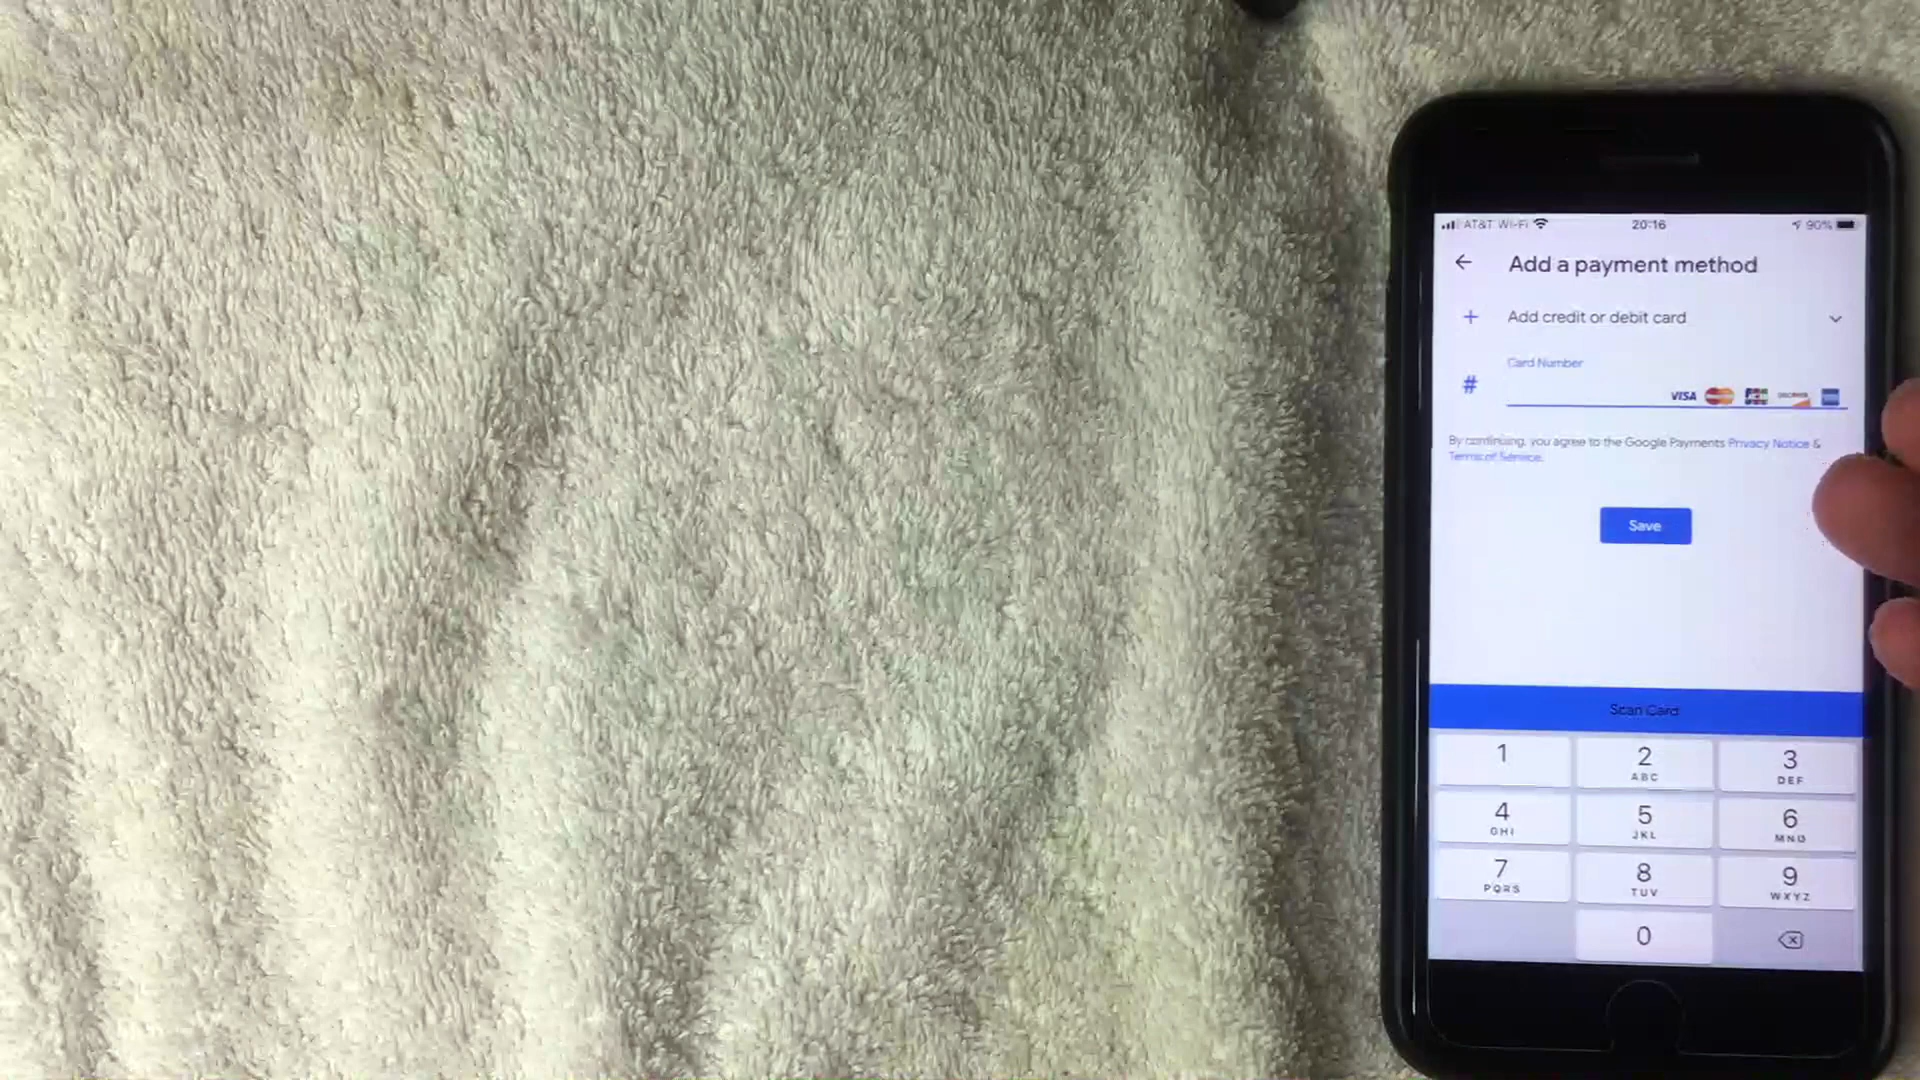 AT&T Wi-Fi 20:16 90%
Add a payment method
+ Add credit or debit card
Card Number
# VISA DISCOVER
By continuing, you agree to the Google Payments Privacy Notice &
Terms of Service.
Save
Scan Card
1 2 3
ABC DEF
4 5 6
GHI JKL MNO
7 8 9
PQRS TUV WXYZ
0